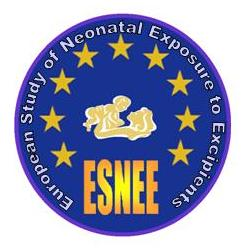 European Study of Neonatal Exposure to Excipients
ESNEE